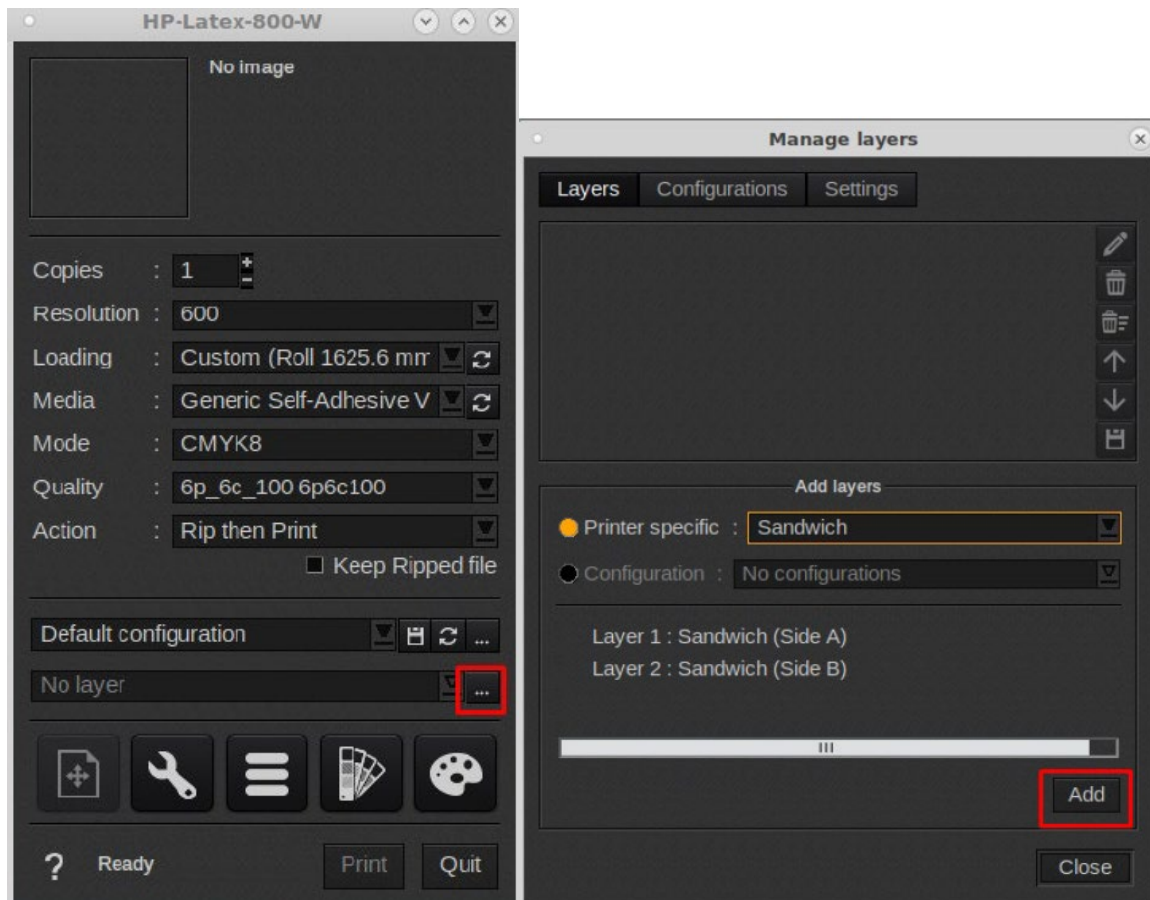 HP-Latex-800-W
No image
Copies : 1
Resolution : 600
Loading : Custom (Roll 1625.6 mm
Media : Generic Self-Adhesive V
Mode : CMYK8
Quality : 6p_6c_100 6p6c100
Action : Rip then Print
Keep Ripped file
Default configuration ...
No layer ...
? Ready Print Quit
Manage layers
Layers Configurations Settings
Add layers
Printer specific : Sandwich
Configuration : No configurations
Layer 1 : Sandwich (Side A)
Layer 2 : Sandwich (Side B)
Add
Close